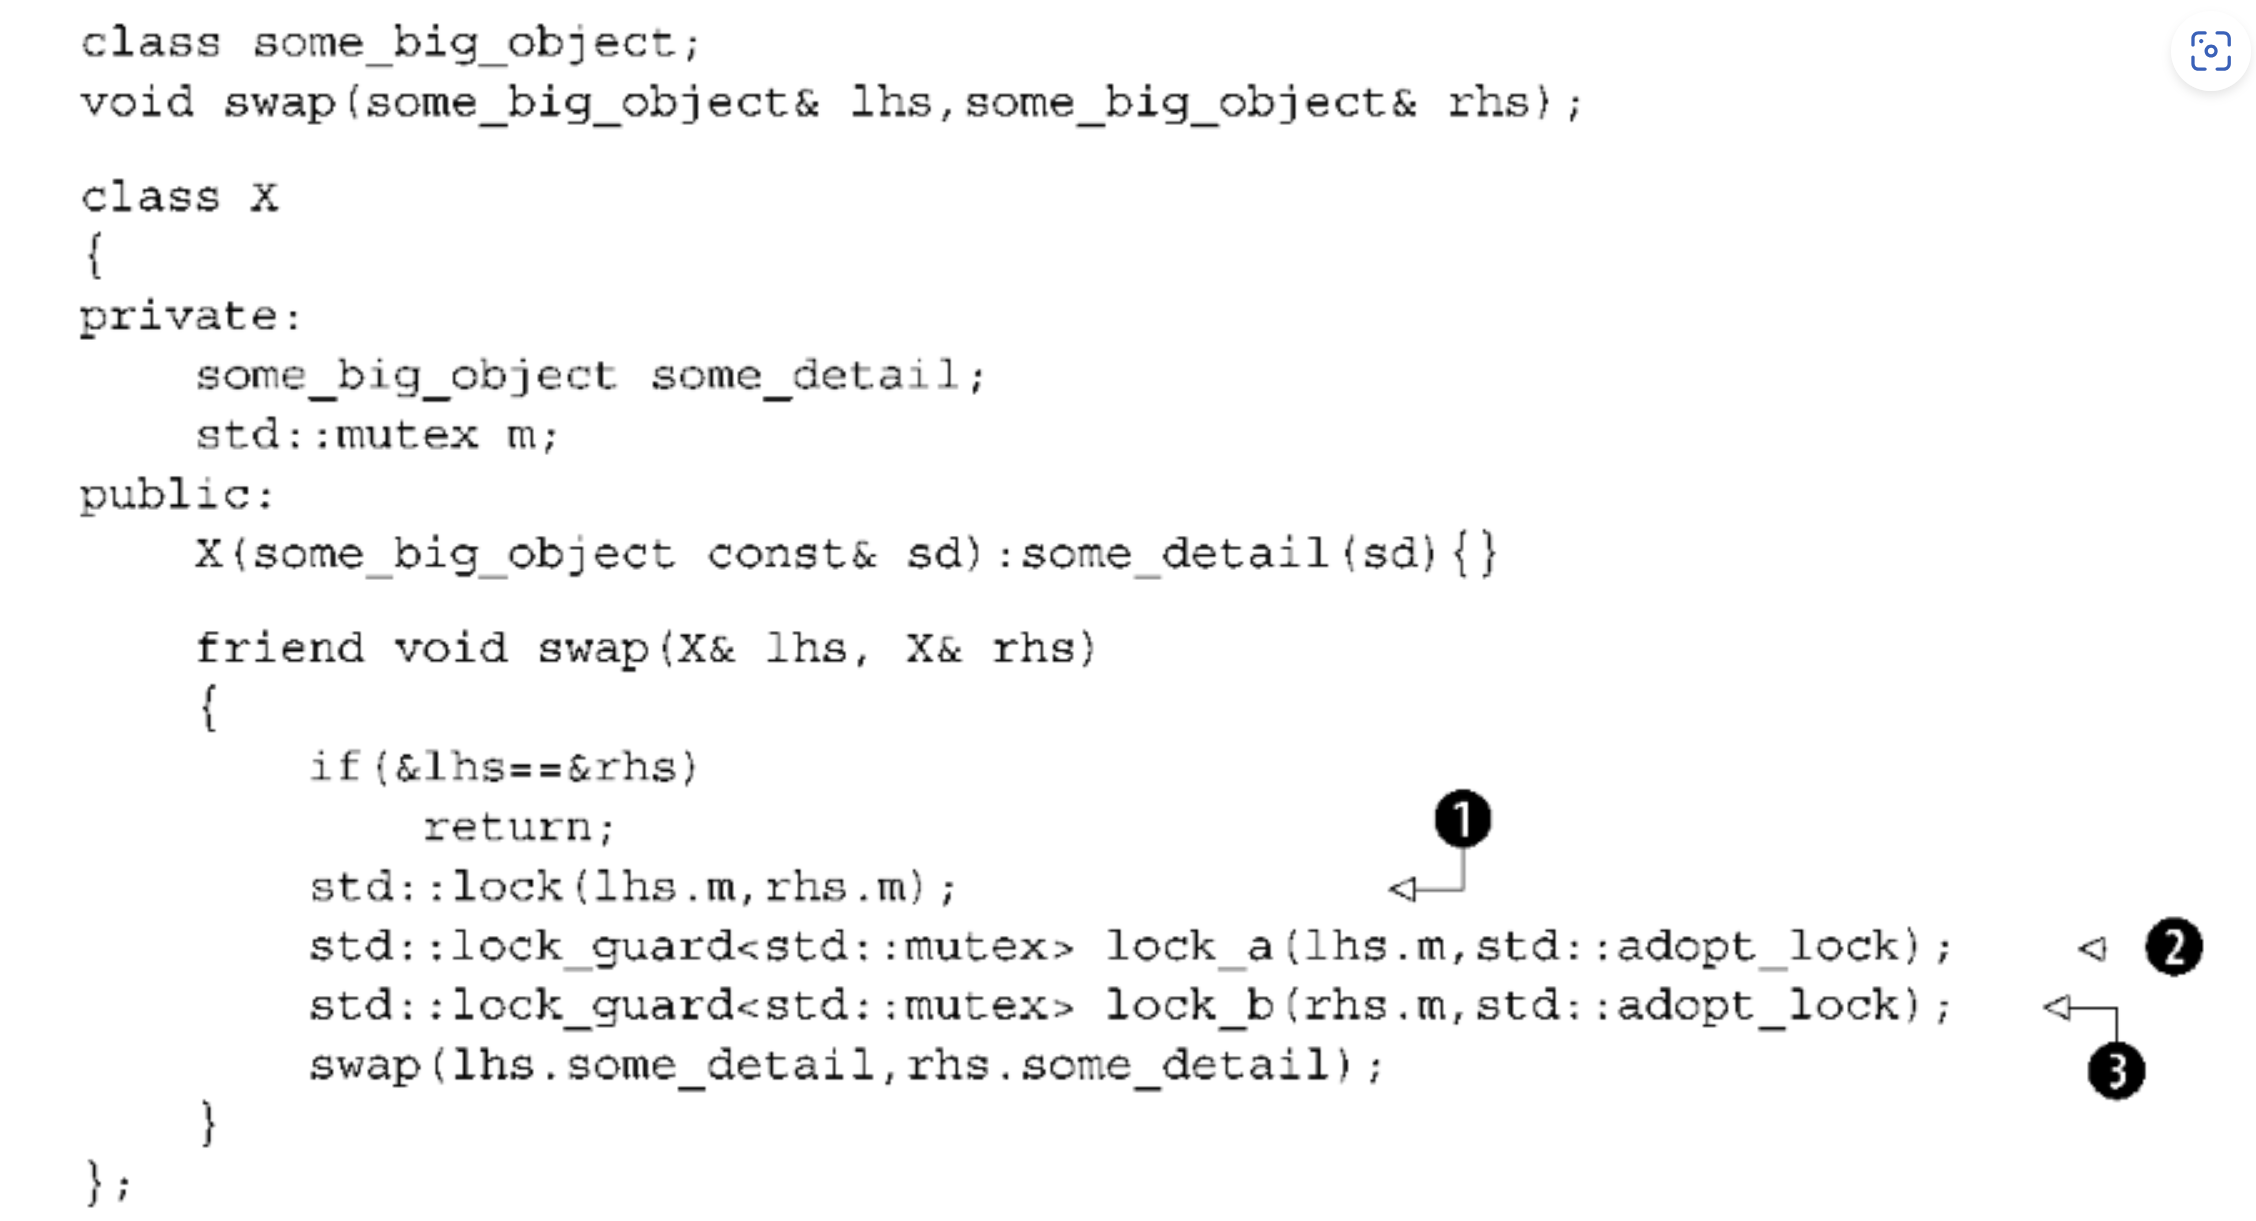 class some_big_object;
void swap(some_big_object& lhs,some_big_object& rhs);
class X
{
private:
    some_big_object some_detail;
    std::mutex m;
public:
    X(some_big_object const& sd):some_detail(sd){}
    friend void swap(X& lhs, X& rhs)
    {
        if(&lhs==&rhs)
            return;
1
        std::lock(lhs.m,rhs.m);
        std::lock_guard<std::mutex> lock_a(lhs.m,std::adopt_lock); 2
        std::lock_guard<std::mutex> lock_b(rhs.m,std::adopt_lock);
        swap(lhs.some_detail,rhs.some_detail); 3
    }
};